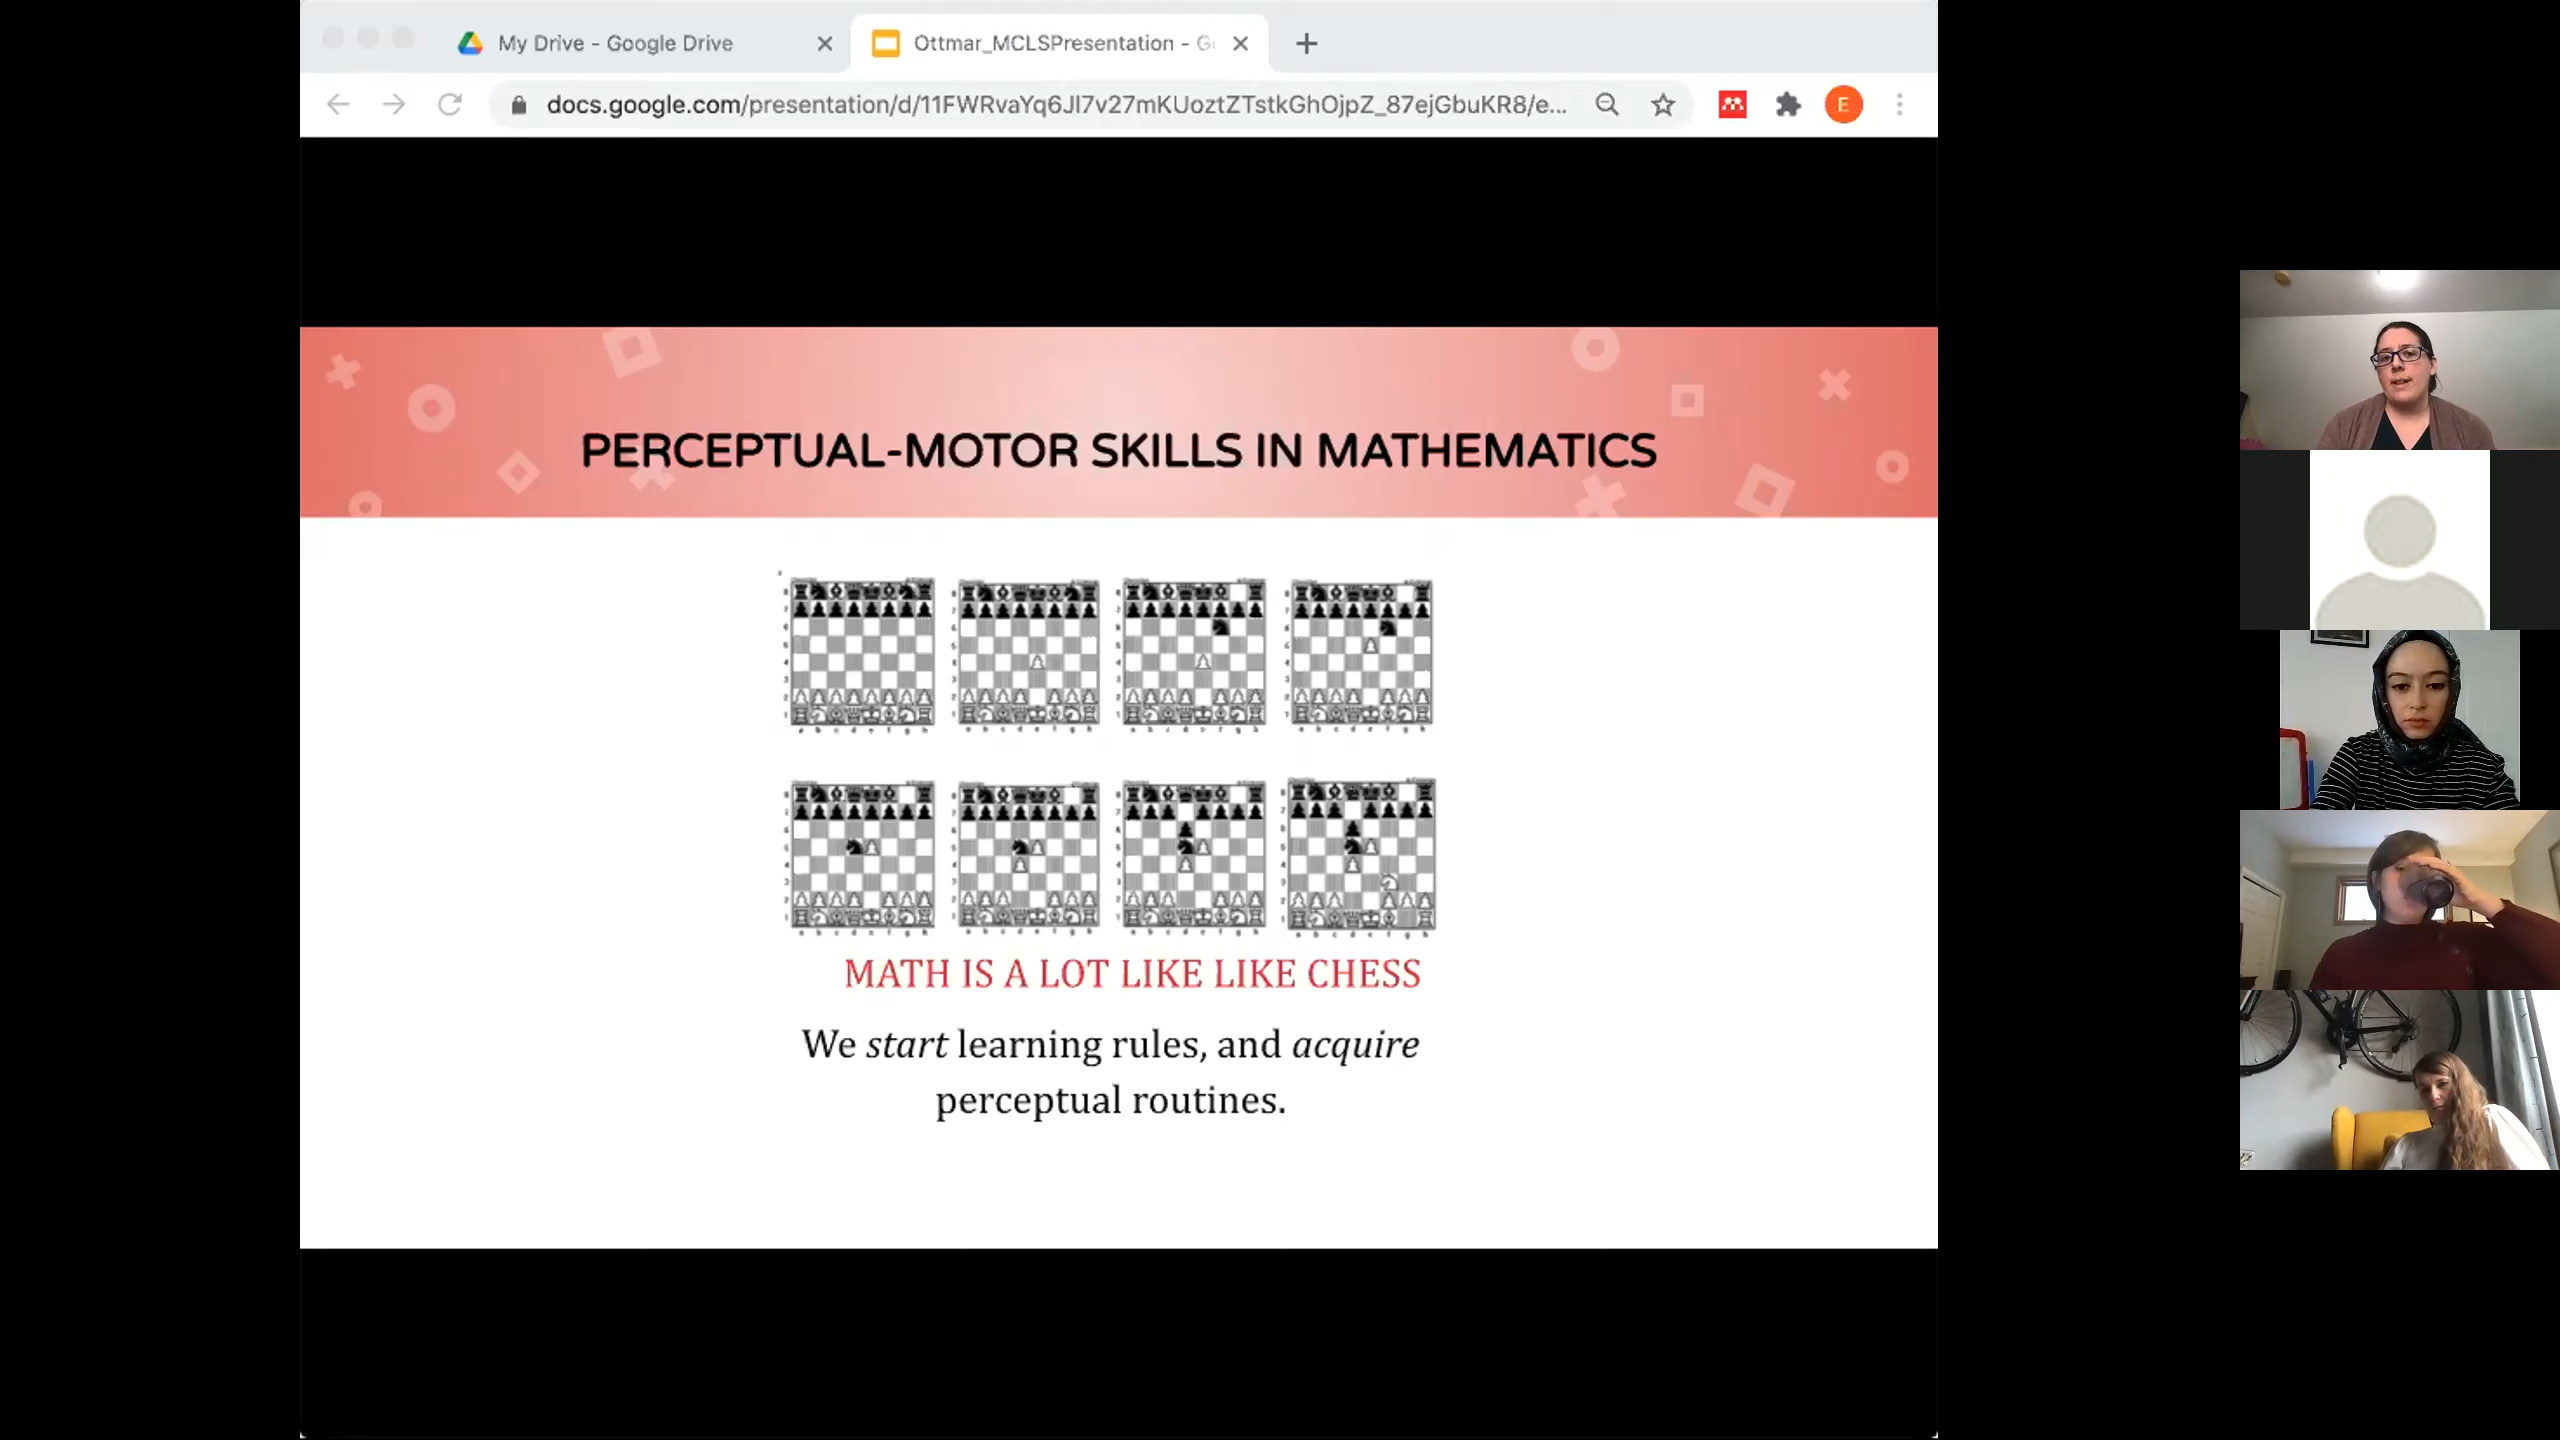 My Drive - Google Drive
Ottmar_MCLSPresentation - G
docs.google.com/presentation/d/11FWRvaYq6Jl7v27mKUoztZTstkGhOjpZ_87ejGbuKR8/e...
E
PERCEPTUAL-MOTOR SKILLS IN MATHEMATICS
MATH IS A LOT LIKE LIKE CHESS
We start learning rules, and acquire
perceptual routines.